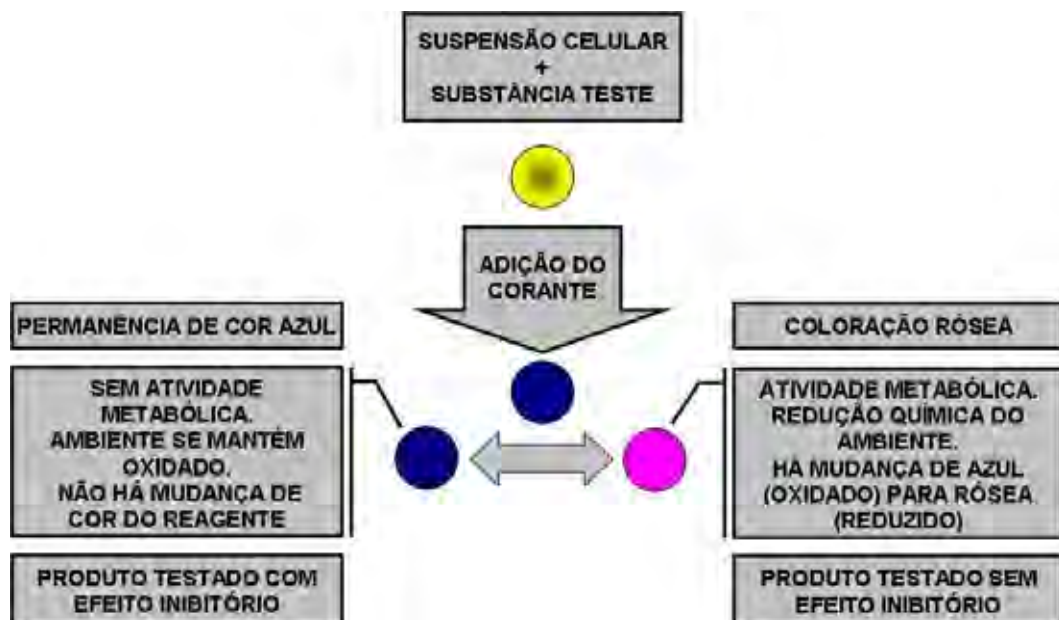 SUSPENSÃO CELULAR
+
SUBSTÂNCIA TESTE
ADIÇÃO DO
CORANTE
PERMANÊNCIA DE COR AZUL
SEM ATIVIDADE
METABÓLICA.
AMBIENTE SE MANTÉM
OXIDADO.
NÃO HÁ MUDANÇA DE
COR DO REAGENTE
PRODUTO TESTADO COM
EFEITO INIBITÓRIO
COLORAÇÃO RÓSEA
ATIVIDADE METABÓLICA.
REDUÇÃO QUÍMICA DO
AMBIENTE.
HÁ MUDANÇA DE AZUL
(OXIDADO) PARA RÓSEA
(REDUZIDO)
PRODUTO TESTADO SEM
EFEITO INIBITÓRIO